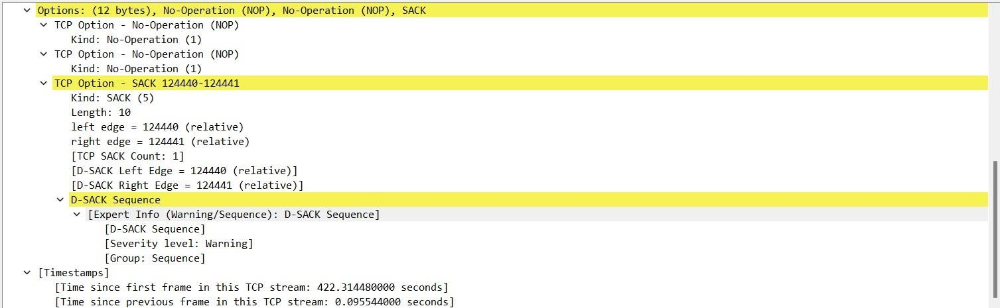 Options: (12 bytes), No-Operation (NOP), No-Operation (NOP), SACK
TCP Option - No-Operation (NOP)
Kind: No-Operation (1)
TCP Option - No-Operation (NOP)
Kind: No-Operation (1)
TCP Option - SACK 124440-124441
Kind: SACK (5)
Length: 10
left edge = 124440 (relative)
right edge = 124441 (relative)
[TCP SACK Count: 1]
[D-SACK Left Edge = 124440 (relative)]
[D-SACK Right Edge = 124441 (relative)]
D-SACK Sequence
[Expert Info (Warning/Sequence): D-SACK Sequence]
[D-SACK Sequence]
[Severity level: Warning]
[Group: Sequence]
[Timestamps]
[Time since first frame in this TCP stream: 422.314480000 seconds]
[Time since previous frame in this TCP stream: 0.095544000 seconds]